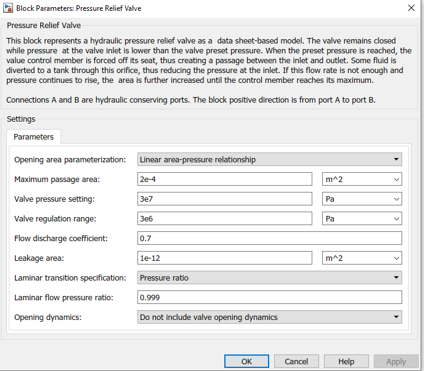 Block Parameters: Pressure Relief Valve
Pressure Relief Valve
This block represents a hydraulic pressure relief valve as a data sheet-based model. The valve remains closed
while pressure at the valve inlet is lower than the valve preset pressure. When the preset pressure is reached, the
value control member is forced off its seat, thus creating a passage between the inlet and outlet. Some fluid is
diverted to a tank through this orifice, thus reducing the pressure at the inlet. If this flow rate is not enough and
pressure continues to rise, the area is further increased until the control member reaches its maximum.
Connections A and B are hydraulic conserving ports. The block positive direction is from port A to port B.
Settings
Parameters
Opening area parameterization: Linear area-pressure relationship
Maximum passage area: 2e-4 m^2
Valve pressure setting: 3e7 Pa
Valve regulation range: 3e6 Pa
Flow discharge coefficient: 0.7
Leakage area: 1e-12 m^2
Laminar transition specification: Pressure ratio
Laminar flow pressure ratio: 0.999
Opening dynamics: Do not include valve opening dynamics
OK Cancel Help Apply